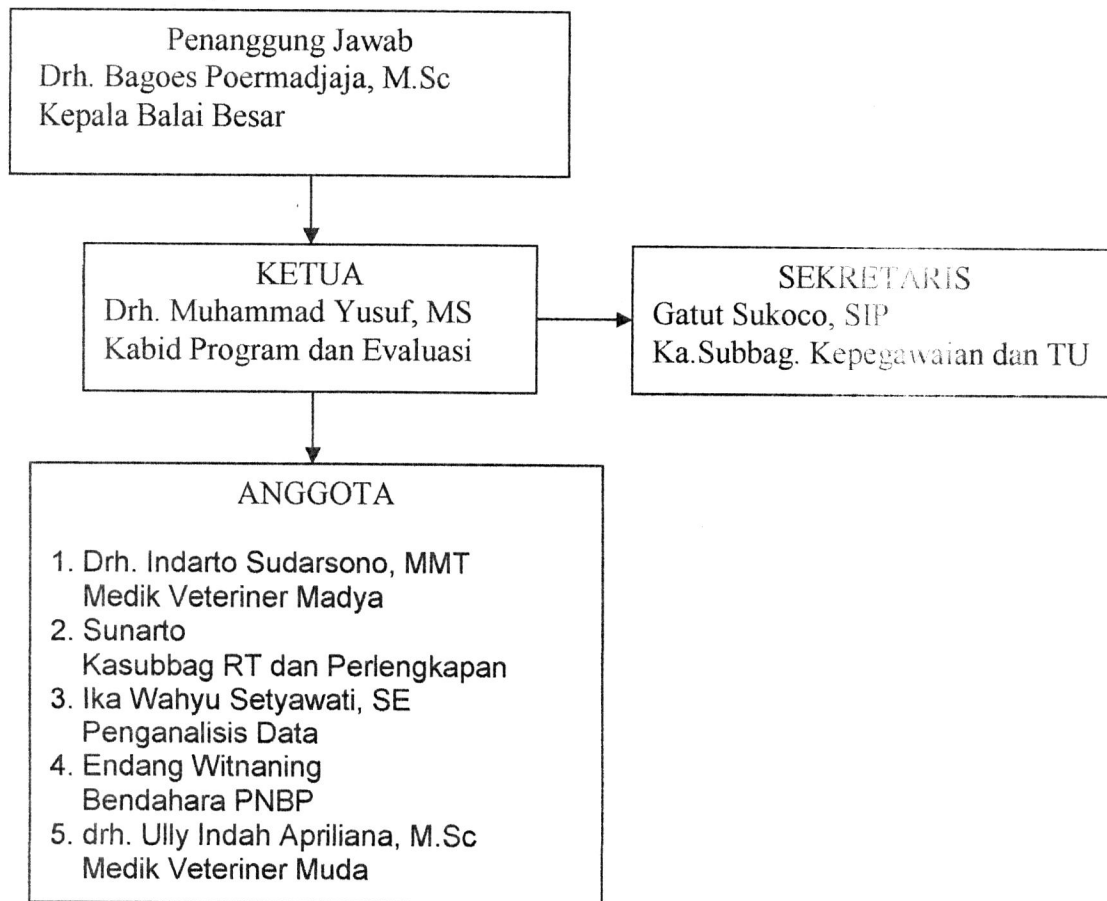 Penanggung Jawab
Drh. Bagoes Poermadjaja, M.Sc
Kepala Balai Besar
KETUA
Drh. Muhammad Yusuf, MS
Kabid Program dan Evaluasi
SEKRETARIS
Gatut Sukoco, SIP
Ka.Subbag. Kepegawaian dan TU
ANGGOTA
1. Drh. Indarto Sudarsono, MMT
Medik Veteriner Madya
2. Sunarto
Kasubbag RT dan Perlengkapan
3. Ika Wahyu Setyawati, SE
Penganalisis Data
4. Endang Witnaning
Bendahara PNBP
5. drh. Ully Indah Apriliana, M.Sc
Medik Veteriner Muda